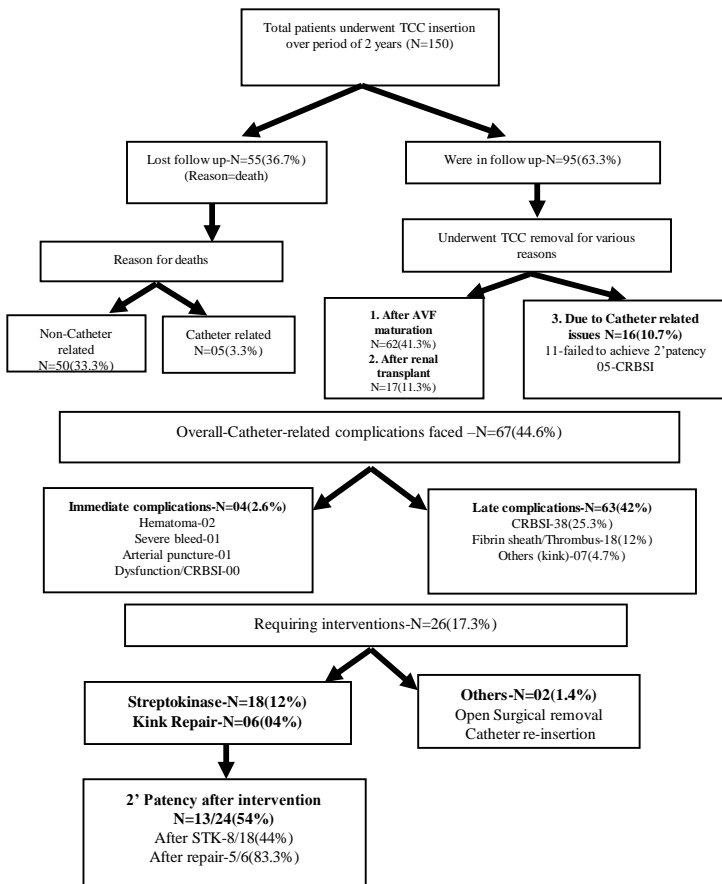 Total patients underwent TCC insertion
over period of 2 years (N=150)
Lost follow up-N=55(36.7%)
(Reason=death)
Were in follow up-N=95(63.3%)
Reason for deaths
Underwent TCC removal for various
reasons
Non-Catheter
related
N=50(33.3%)
Catheter related
N=05(3.3%)
1. After AVF
maturation
N=62(41.3%)
2. After renal
transplant
N=17(11.3%)
3. Due to Catheter related
issues N=16(10.7%)
11-failed to achieve 2'patency
05-CRBSI
Overall-Catheter-related complications faced –N=67(44.6%)
Immediate complications-N=04(2.6%)
Hematoma-02
Severe bleed-01
Arterial puncture-01
Dysfunction/CRBSI-00
Late complications-N=63(42%)
CRBSI-38(25.3%)
Fibrin sheath/Thrombus-18(12%)
Others (kink)-07(4.7%)
Requiring interventions-N=26(17.3%)
Streptokinase-N=18(12%)
Kink Repair-N=06(04%)
Others-N=02(1.4%)
Open Surgical removal
Catheter re-insertion
2’ Patency after intervention
N=13/24(54%)
After STK-8/18(44%)
After repair-5/6(83.3%)